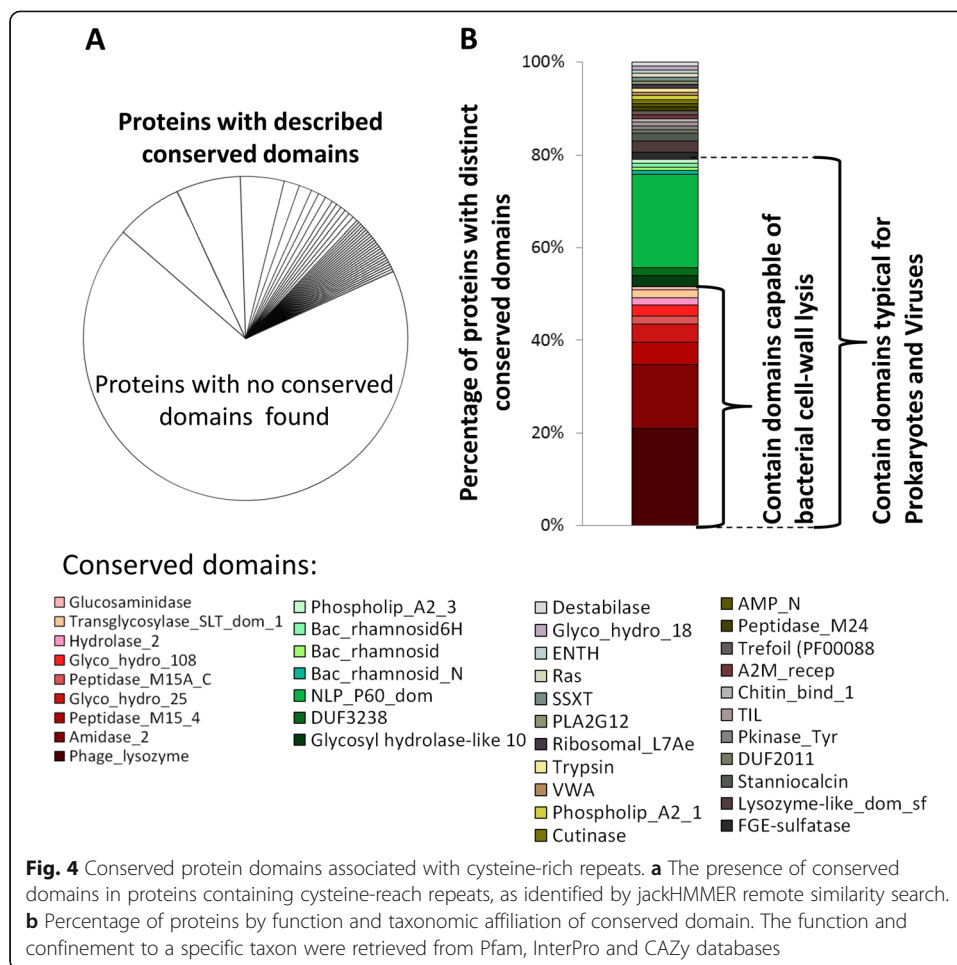 A
B
Proteins with described
conserved domains
Proteins with no conserved
domains found
Percentage of proteins with distinct
conserved domains
100%
80%
60%
40%
20%
0%
Contain domains capable of
bacterial cell-wall lysis
Contain domains typical for
Prokaryotes and Viruses
Conserved domains:
Glucosaminidase
Transglycosylase_SLT_dom_1
Hydrolase_2
Glyco_hydro_108
Peptidase_M15A_C
Glyco_hydro_25
Peptidase_M15_4
Amidase_2
Phage_lysozyme
Phospholip_A2_3
Bac_rhamnosid6H
Bac_rhamnosid
Bac_rhamnosid_N
NLP_P60_dom
DUF3238
Glycosyl hydrolase-like 10
Destabilase
Glyco_hydro_18
ENTH
Ras
SSXT
PLA2G12
Ribosomal_L7Ae
Trypsin
VWA
Phospholip_A2_1
Cutinase
AMP_N
Peptidase_M24
Trefoil (PF00088
A2M_recep
Chitin_bind_1
TIL
Pkinase_Tyr
DUF2011
Stanniocalcin
Lysozyme-like_dom_sf
FGE-sulfatase
Fig. 4 Conserved protein domains associated with cysteine-rich repeats. a The presence of conserved
domains in proteins containing cysteine-reach repeats, as identified by jackHMMER remote similarity search.
b Percentage of proteins by function and taxonomic affiliation of conserved domain. The function and
confinement to a specific taxon were retrieved from Pfam, InterPro and CAZy databases